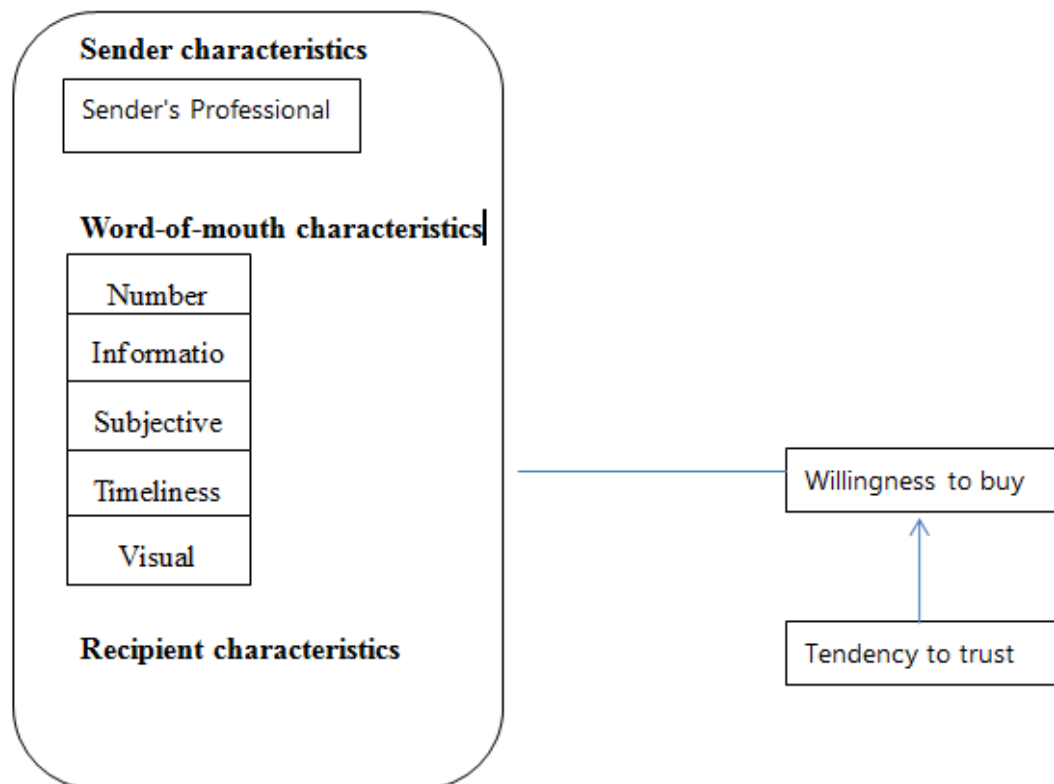 Sender characteristics
Sender's Professional
Word-of-mouth characteristics
Number
Informatio
Subjective
Timeliness
Visual
Willingness to buy
Recipient characteristics
Tendency to trust